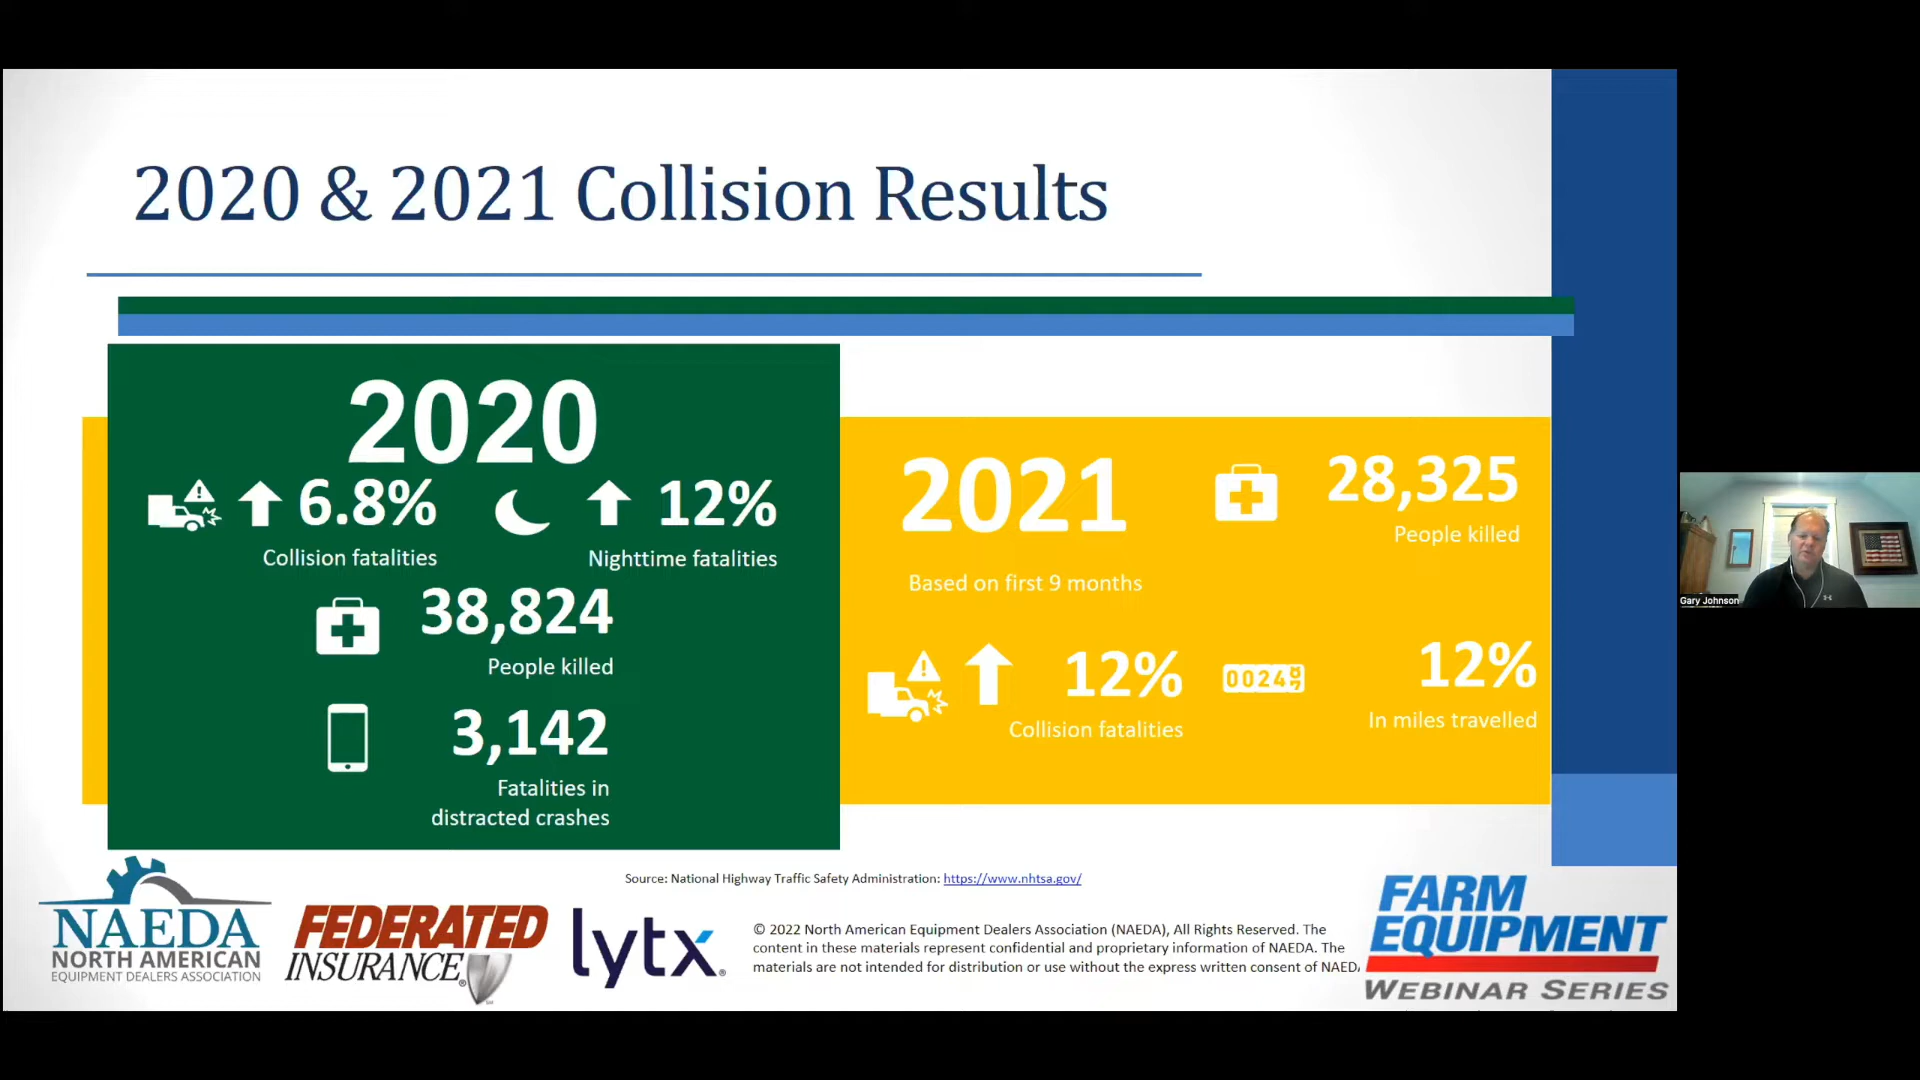 2020 & 2021 Collision Results
2020
6.8%
Collision fatalities
12%
Nighttime fatalities
38,824
People killed
3,142
Fatalities in
distracted crashes
2021
Based on first 9 months
28,325
People killed
12%
Collision fatalities
0024
12%
In miles travelled
Gary Johnson
Source: National Highway Traffic Safety Administration: https://www.nhtsa.gov/
NAEDA
NORTH AMERICAN
EQUIPMENT DEALERS ASSOCIATION
FEDERATED
INSURANCE®
lytx®
© 2022 North American Equipment Dealers Association (NAEDA), All Rights Reserved. The
content in these materials represent confidential and proprietary information of NAEDA. The
materials are not intended for distribution or use without the express written consent of NAED
FARM
EQUIPMENT
WEBINAR SERIES